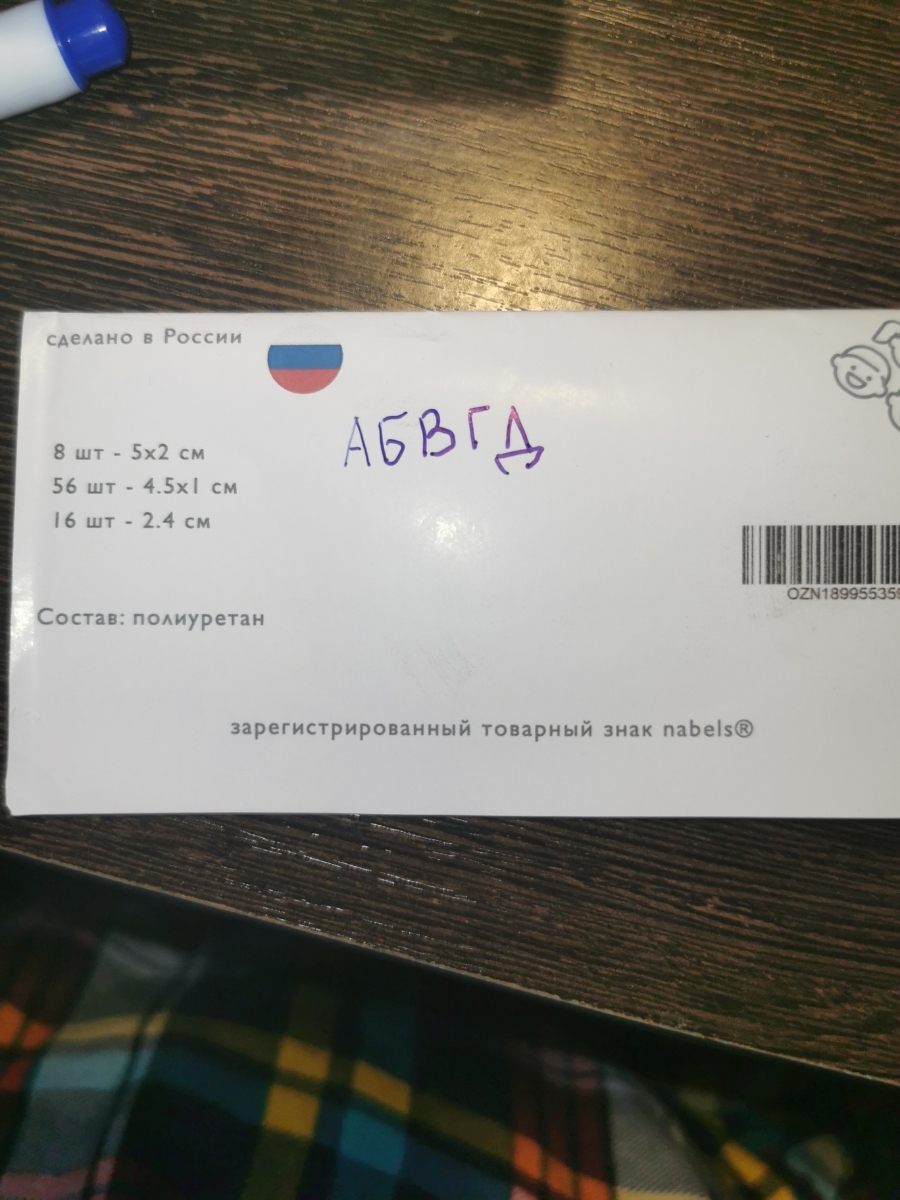 сделано в России
АБВГД
8 шт - 5x2 см
56 шт - 4.5x1 см
16 шт - 2.4 см
OZN189955359
Состав: полиуретан
зарегистрированный товарный знак nabels®